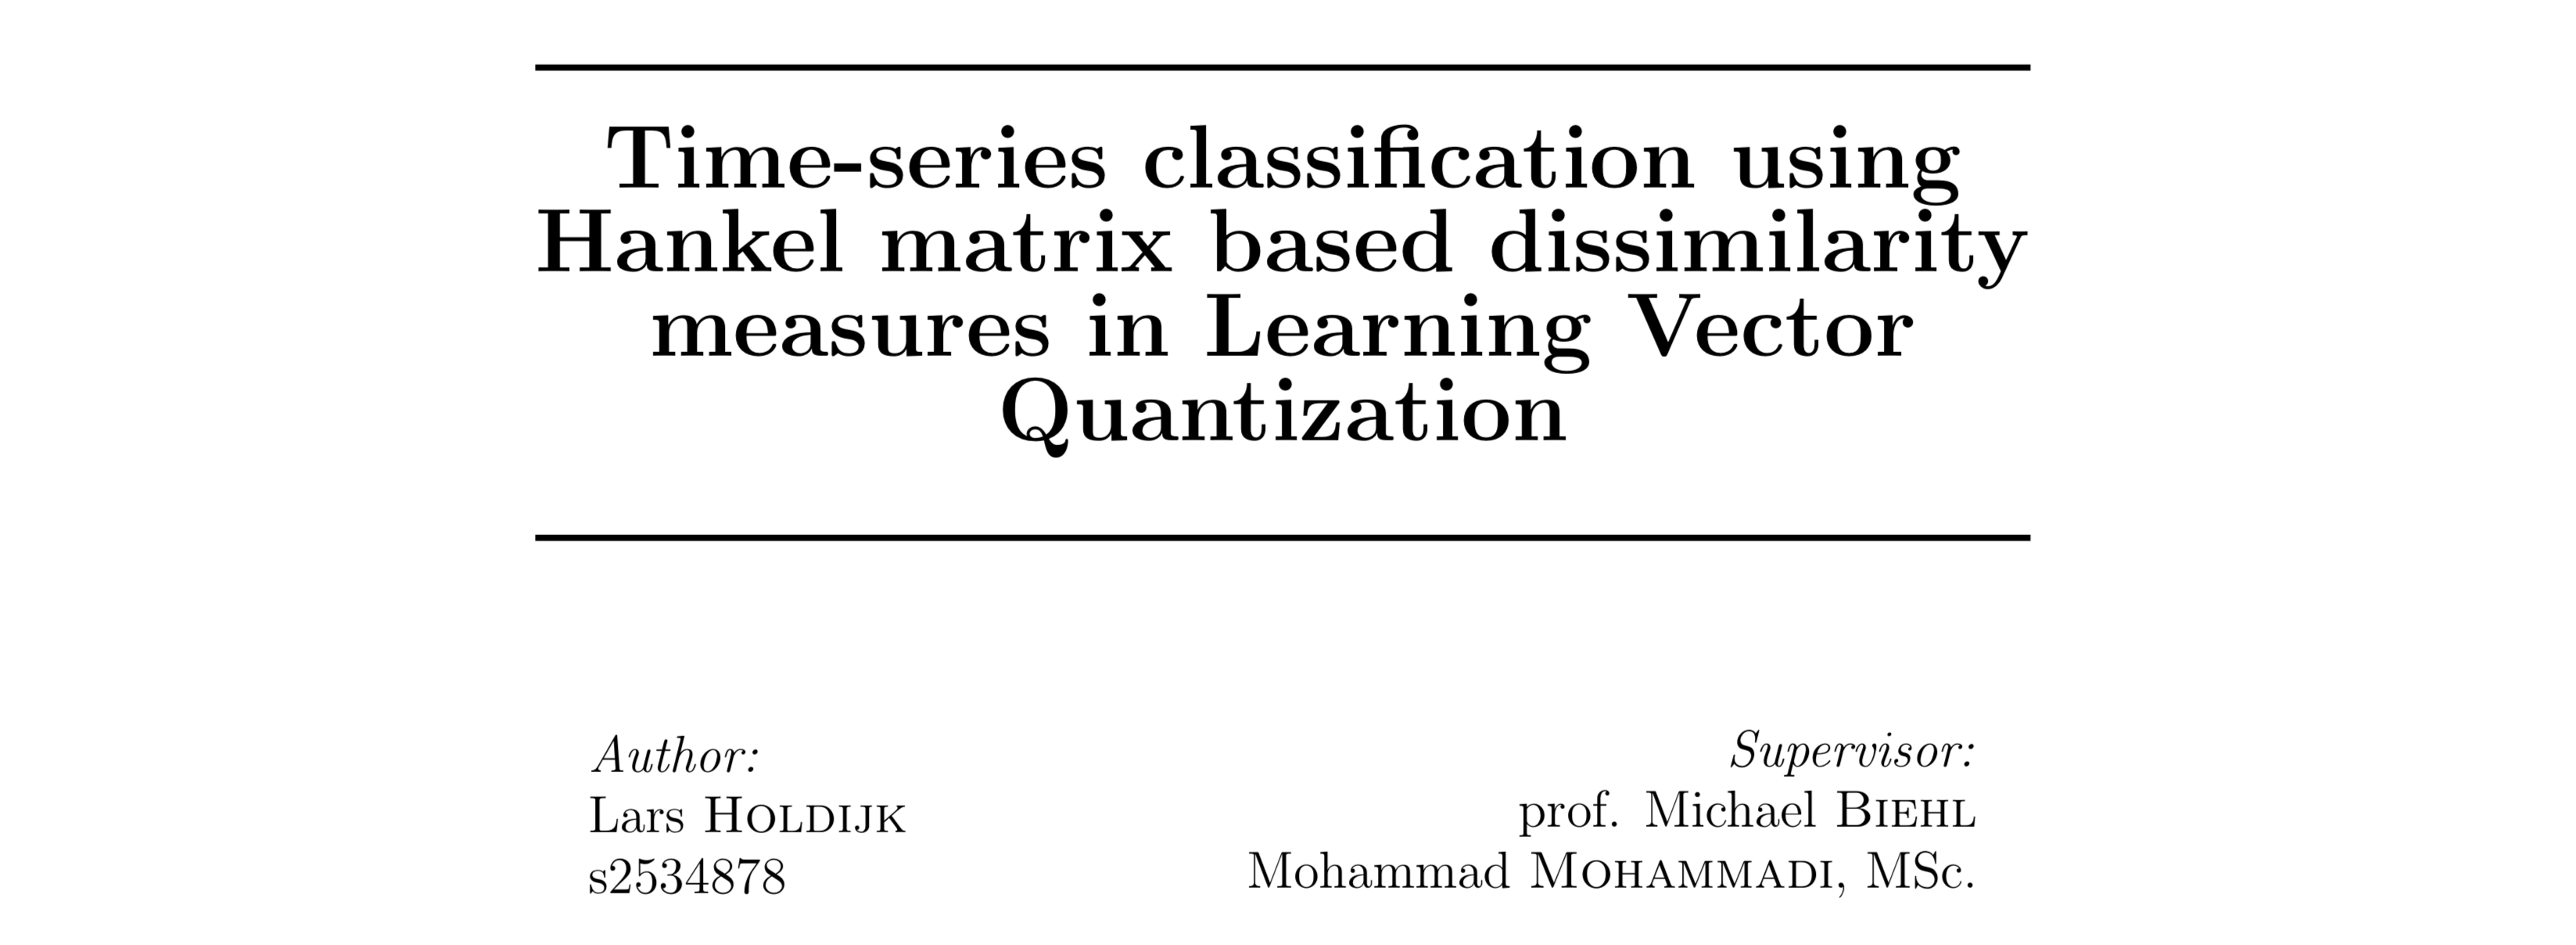 Time-series classification using
Hankel matrix based dissimilarity
measures in Learning Vector
Quantization
Author:
Lars Holdijk
s2534878
Supervisor:
prof. Michael Biehl
Mohammad Mohammadi, MSc.